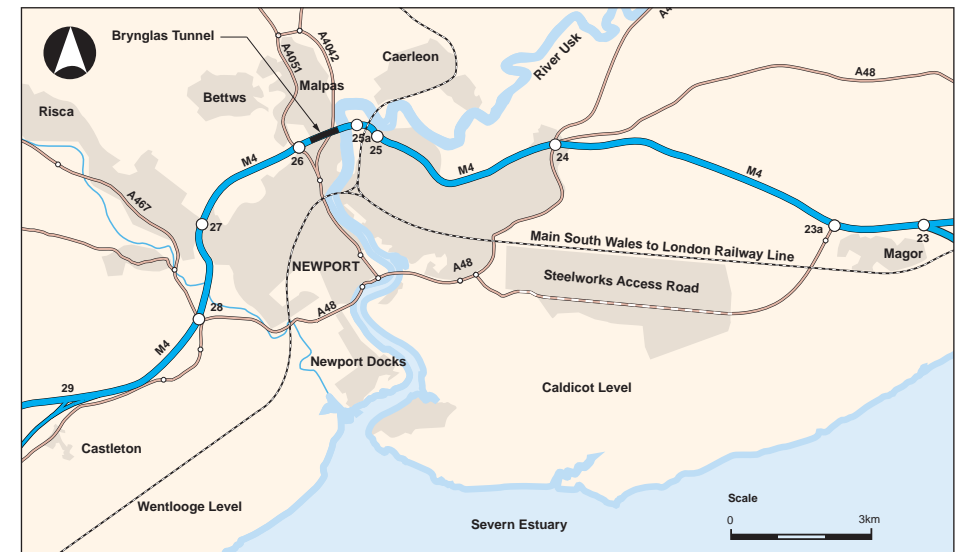 Brynglas Tunnel
A4051
A4042
Malpas
Caerleon
River Usk
A4
A48
Bettws
Risca
M4
26
25a
25
M4
24
M4
A467
27
23a
23
Magor
Main South Wales to London Railway Line
NEWPORT
A48
Steelworks Access Road
28
A48
M4
Newport Docks
29
Caldicot Level
Castleton
Wentlooge Level
Severn Estuary
Scale
0
3km